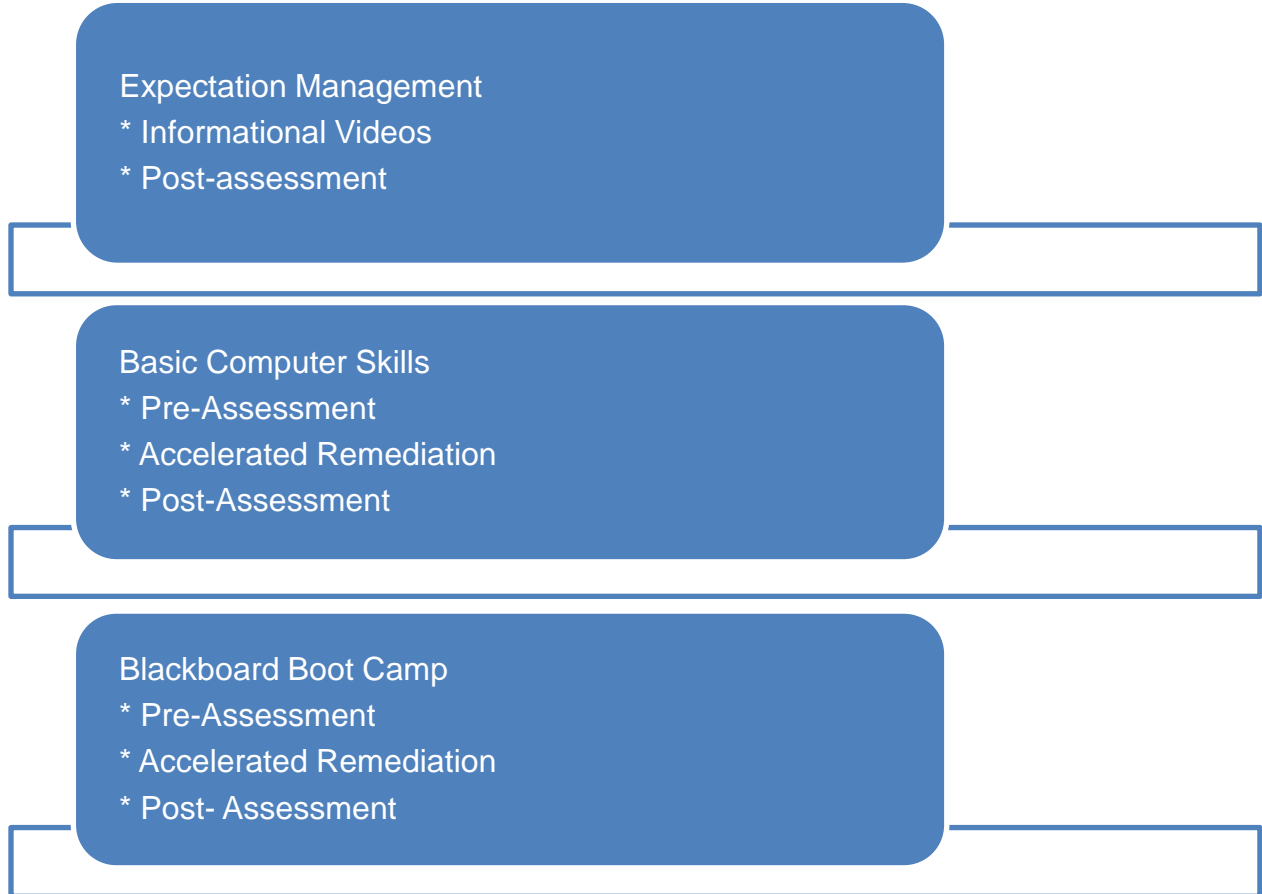 Expectation Management
* Informational Videos
* Post-assessment
Basic Computer Skills
* Pre-Assessment
* Accelerated Remediation
* Post-Assessment
Blackboard Boot Camp
* Pre-Assessment
* Accelerated Remediation
* Post- Assessment